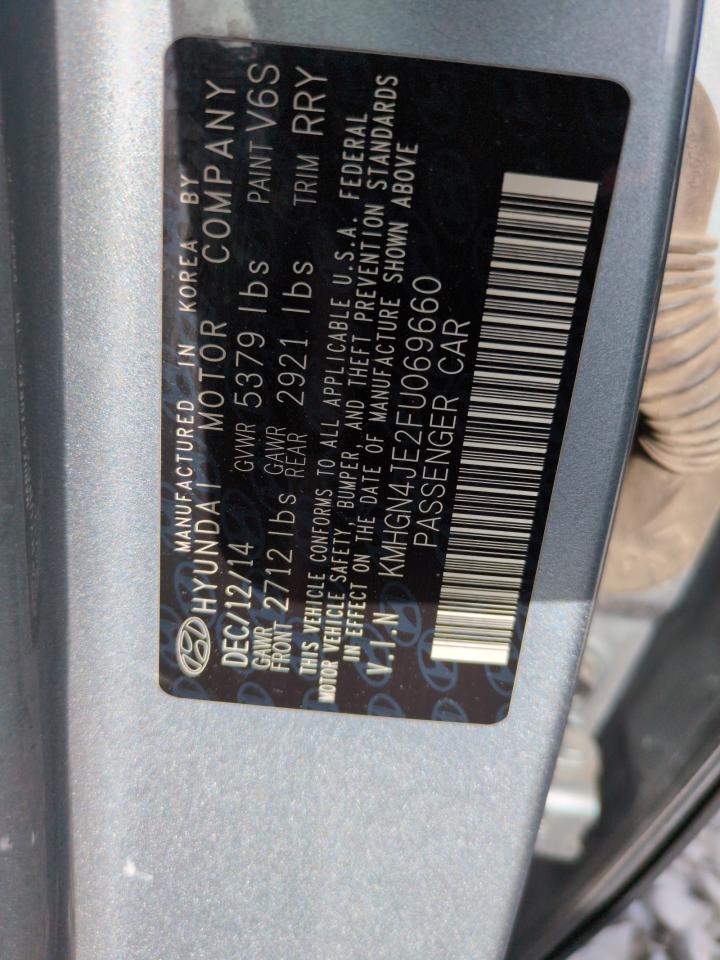 MANUFACTURED IN KOREA BY
HYUNDAI MOTOR COMPANY
DEC/12/14 GVWR 5379 lbs PAINT V6S
GAWR FRONT 2712 lbs GAWR REAR 2921 lbs TRIM RRY
THIS VEHICLE CONFORMS TO ALL APPLICABLE U.S.A. FEDERAL
MOTOR VEHICLE SAFETY, BUMPER, AND THEFT PREVENTION STANDARDS
IN EFFECT ON THE DATE OF MANUFACTURE SHOWN ABOVE
V.I.N KMHGN4JE2FU069660
PASSENGER CAR